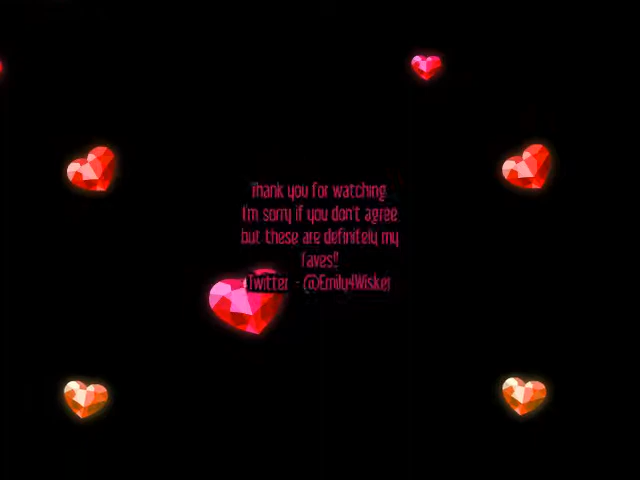 Thank you for watching
I'm sorry if you don't agree
but these are definitely my
faves!!
Twitter - @Emily4Wisker